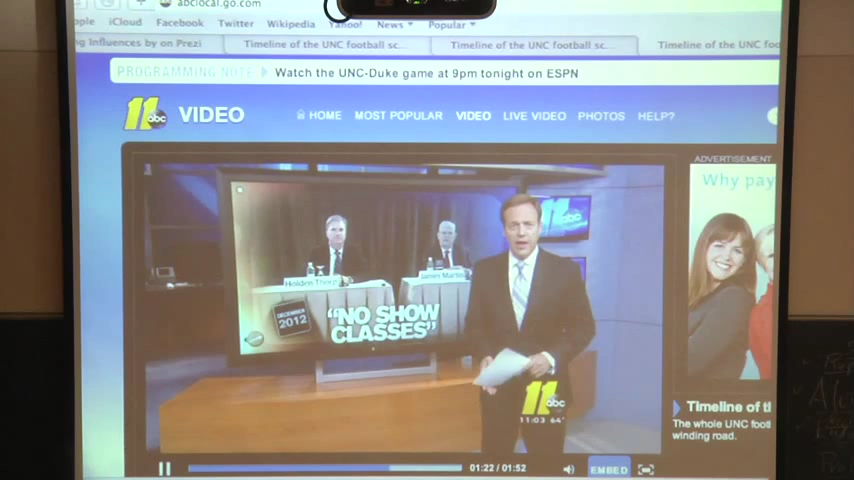 abclocal.go.com
pple iCloud Facebook Twitter Wikipedia Yahoo! News Popular
ng Influences by on Prezi
Timeline of the UNC football sc...
Timeline of the UNC football sc...
Timeline of the UNC foo
PROGRAMMING NOTE
Watch the UNC-Duke game at 9pm tonight on ESPN
11 abc VIDEO
HOME MOST POPULAR VIDEO LIVE VIDEO PHOTOS HELP?
ADVERTISEMENT
Why pay
abc
Holden Thorp
James Martin
DECEMBER
2012
"NO SHOW
CLASSES"
11 abc
11:03 64°
Timeline of t
The whole UNC footl
winding road.
01:22 / 01:52
EMBED